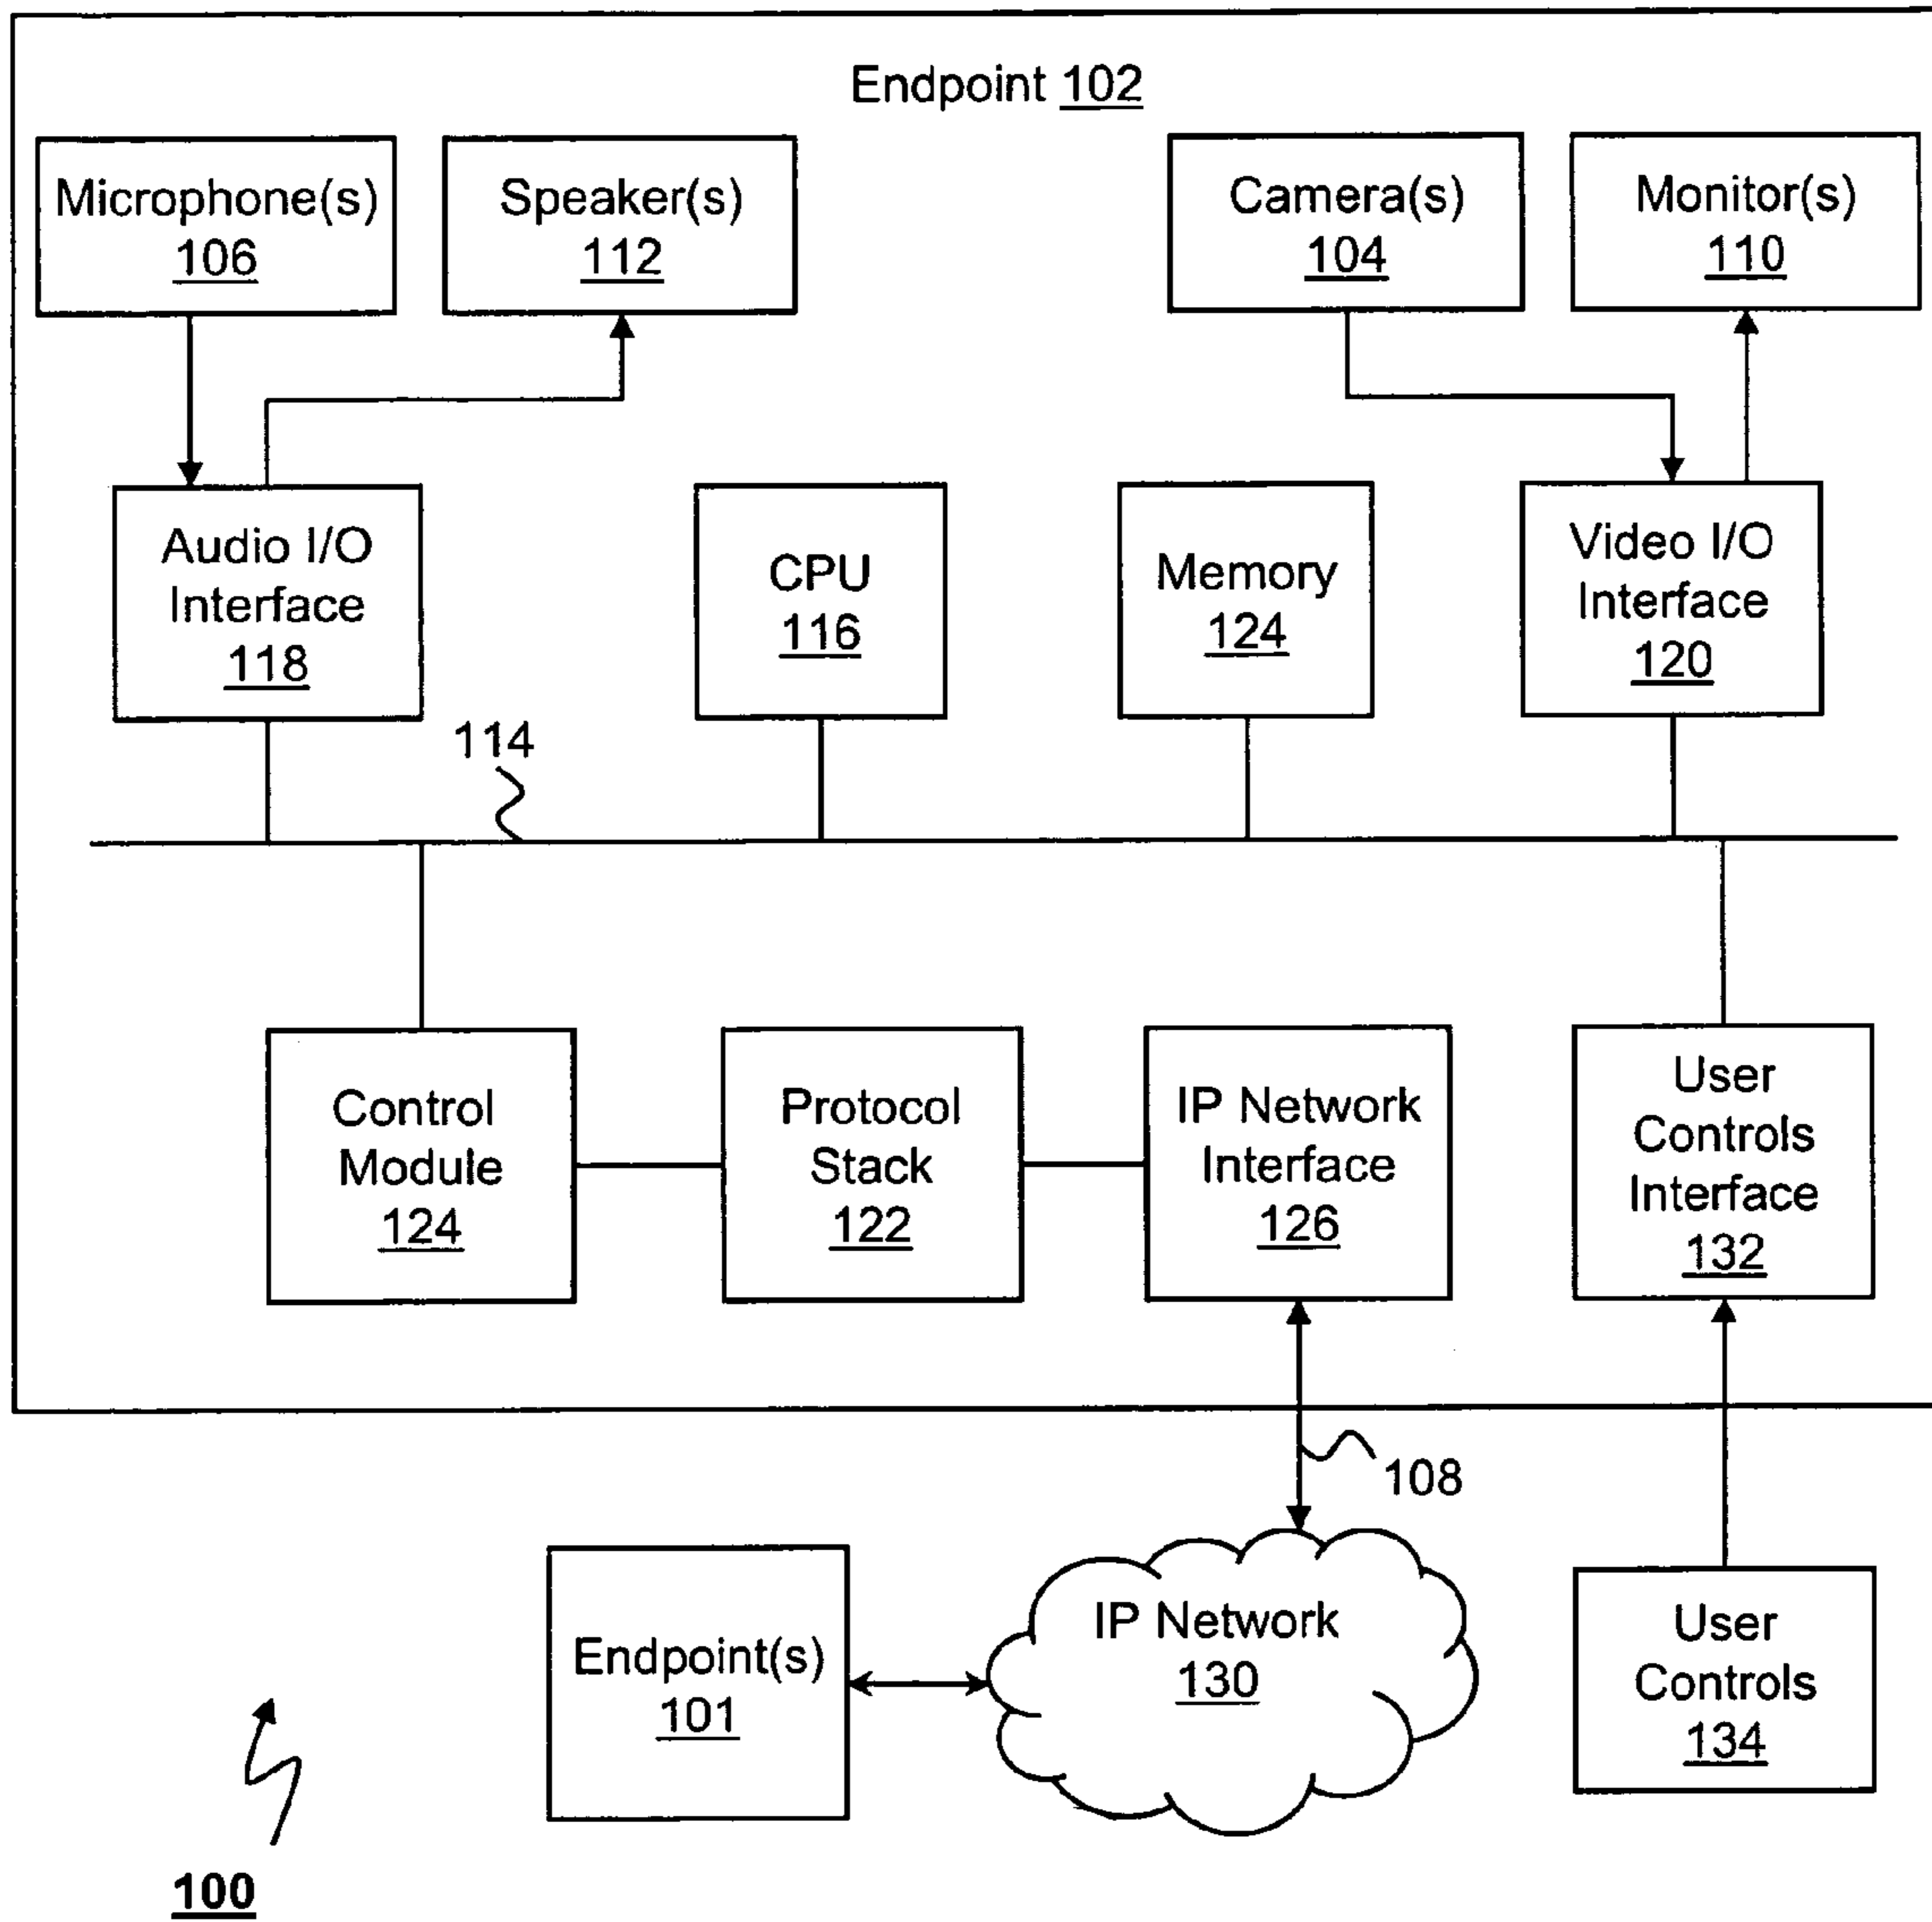 Endpoint 102
Microphone(s)
106
Speaker(s)
112
Camera(s)
104
Monitor(s)
110
Audio I/O
Interface
118
CPU
116
Memory
124
Video I/O
Interface
120
114
Control
Module
124
Protocol
Stack
122
IP Network
Interface
126
User
Controls
Interface
132
108
Endpoint(s)
101
IP Network
130
User
Controls
134
100